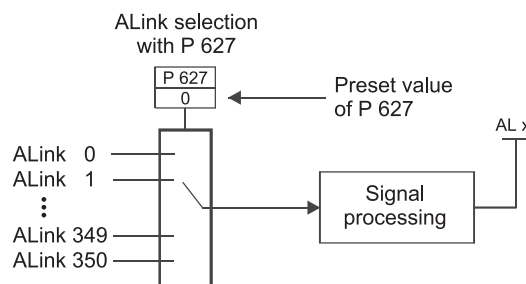 ALink selection
with P 627
P 627
0
Preset value
of P 627
AL x
ALink 0
ALink 1
Signal
processing
ALink 349
ALink 350